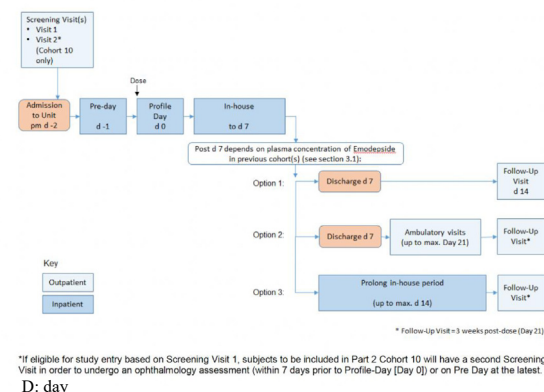 Screening Visit(s)
• Visit 1
• Visit 2*
(Cohort 10
only)
Dose
Admission
to Unit
pm d -2
Pre-day
d -1
Profile
Day
d 0
In-house
to d 7
Post d 7 depends on plasma concentration of Emodepside
in previous cohort(s) (see section 3.1):
Option 1:
Discharge d 7
Follow-Up
Visit
d 14
Option 2:
Discharge d 7
Ambulatory visits
(up to max. Day 21)
Follow-Up
Visit*
Option 3:
Prolong in-house period
(up to max. d 14)
Follow-Up
Visit*
Key
Outpatient
Inpatient
* Follow-Up Visit = 3 weeks post-dose (Day 21)
*If eligible for study entry based on Screening Visit 1, subjects to be included in Part 2 Cohort 10 will have a second Screening
Visit in order to undergo an ophthalmology assessment (within 7 days prior to Profile-Day [Day 0]) or on Pre Day at the latest.
D: day